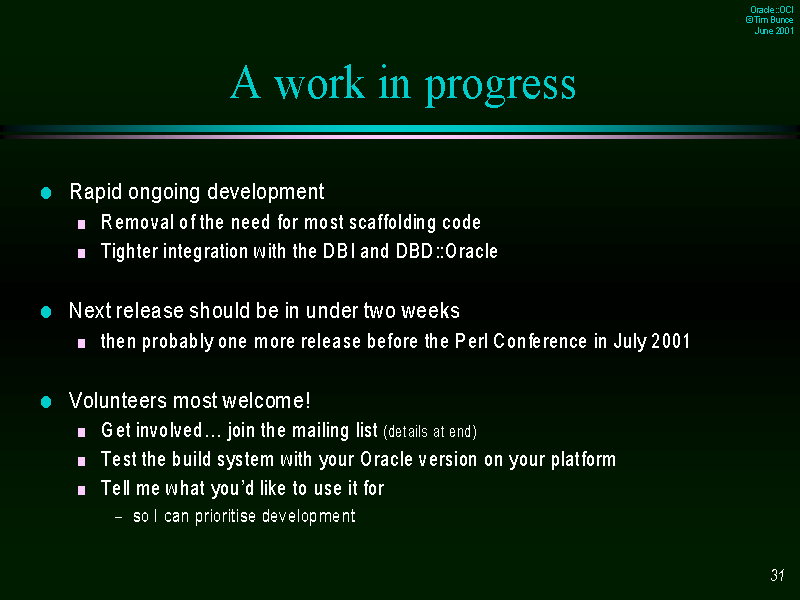 Oracle::OCI
©Tim Bunce
June 2001
A work in progress
Rapid ongoing development
Removal of the need for most scaffolding code
Tighter integration with the DBI and DBD::Oracle
Next release should be in under two weeks
then probably one more release before the Perl Conference in July 2001
Volunteers most welcome!
Get involved… join the mailing list (details at end)
Test the build system with your Oracle version on your platform
Tell me what you’d like to use it for
– so I can prioritise development
31